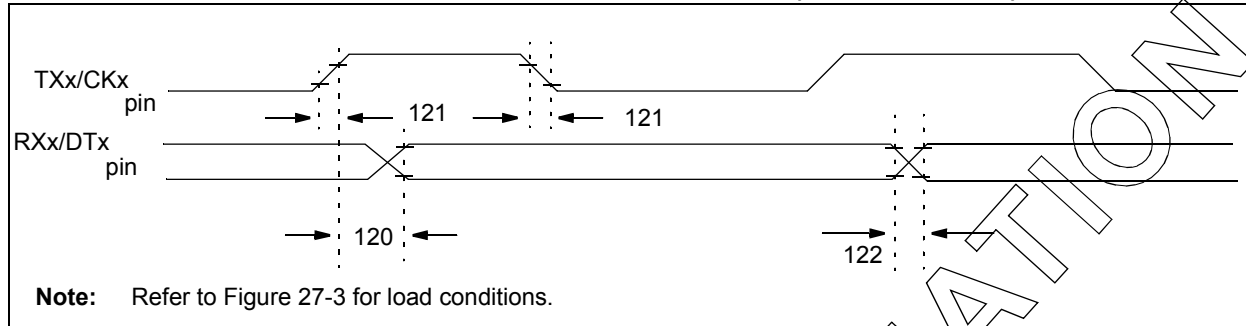 TXx/CKx
pin
121
121
RXx/DTx
pin
120
122
Note: Refer to Figure 27-3 for load conditions.
ATION